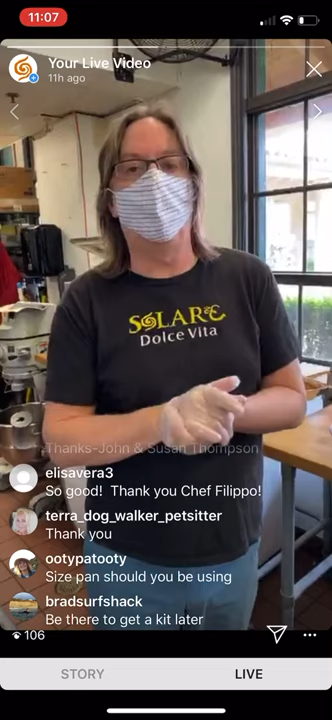 11:07
Your Live Video
11h ago
SOLARE
Dolce Vita
Thanks-John & Susan Thompson
elisavera3
So good!  Thank you Chef Filippo!
terra_dog_walker_petsitter
Thank you
ootypatooty
Size pan should you be using
bradsurfshack
Be there to get a kit later
106
STORY
LIVE